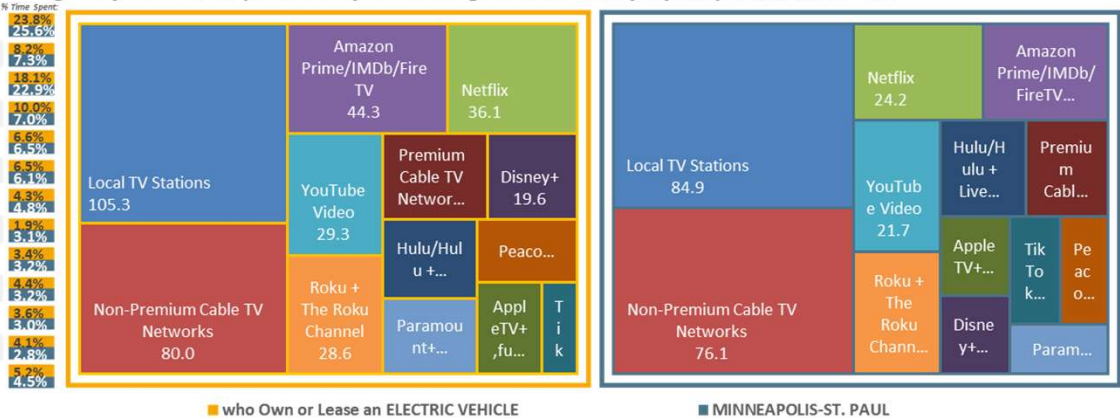 % Time Spent:
23.8%
25.6%
8.2%
7.3%
18.1%
22.9%
10.0%
7.0%
6.6%
6.5%
6.5%
6.1%
4.3%
4.8%
1.9%
3.1%
3.4%
3.2%
4.4%
3.2%
3.6%
3.0%
4.1%
2.8%
5.2%
4.5%
Local TV Stations
105.3
Non-Premium Cable TV
Networks
80.0
Amazon
Prime/IMDb/Fire
TV
44.3
Netflix
36.1
YouTube
Video
29.3
Roku +
The Roku
Channel
28.6
Premium
Cable TV
Networ...
Disney+
19.6
Hulu/Hul
u +...
Peaco...
Paramou
nt+...
Appl
eTV+
,fu...
T
i
k
Local TV Stations
84.9
Non-Premium Cable TV
Networks
76.1
Netflix
24.2
Amazon
Prime/IMDb/
FireTV...
YouTub
e Video
21.7
Roku +
The
Roku
Chann...
Hulu/H
ulu +
Live...
Premiu
m
Cabl...
Apple
TV+...
Tik
To
k...
Pe
ac
o...
Disne
y+...
Param...
who Own or Lease an ELECTRIC VEHICLE
MINNEAPOLIS-ST. PAUL